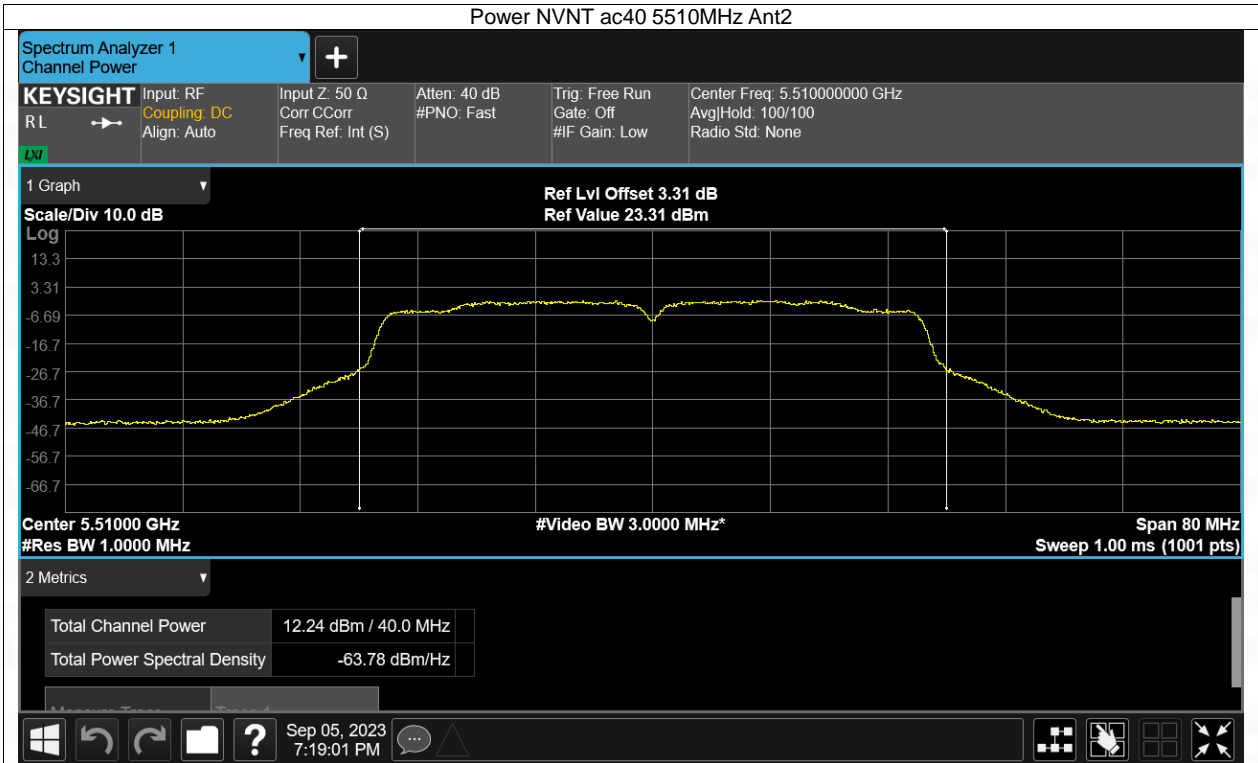 Power NVNT ac40 5510MHz Ant2
Spectrum Analyzer 1
Channel Power
KEYSIGHT
R L
LXI
Input: RF
Coupling: DC
Align: Auto
Input Z: 50 Ω
Corr CCorr
Freq Ref: Int (S)
Atten: 40 dB
#PNO: Fast
Trig: Free Run
Gate: Off
#IF Gain: Low
Center Freq: 5.510000000 GHz
Avg|Hold: 100/100
Radio Std: None
1 Graph
Scale/Div 10.0 dB
Ref Lvl Offset 3.31 dB
Ref Value 23.31 dBm
Log
13.3
3.31
-6.69
-16.7
-26.7
-36.7
-46.7
-56.7
-66.7
Center 5.51000 GHz
#Video BW 3.0000 MHz*
Span 80 MHz
#Res BW 1.0000 MHz
Sweep 1.00 ms (1001 pts)
2 Metrics
Total Channel Power 12.24 dBm / 40.0 MHz
Total Power Spectral Density -63.78 dBm/Hz
Measure Trace Trace 1
?
Sep 05, 2023
7:19:01 PM